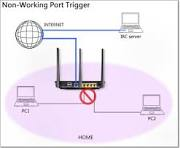 Non-Working Port Trigger
INTERNET
IRC server
PC1
PC2
HOME